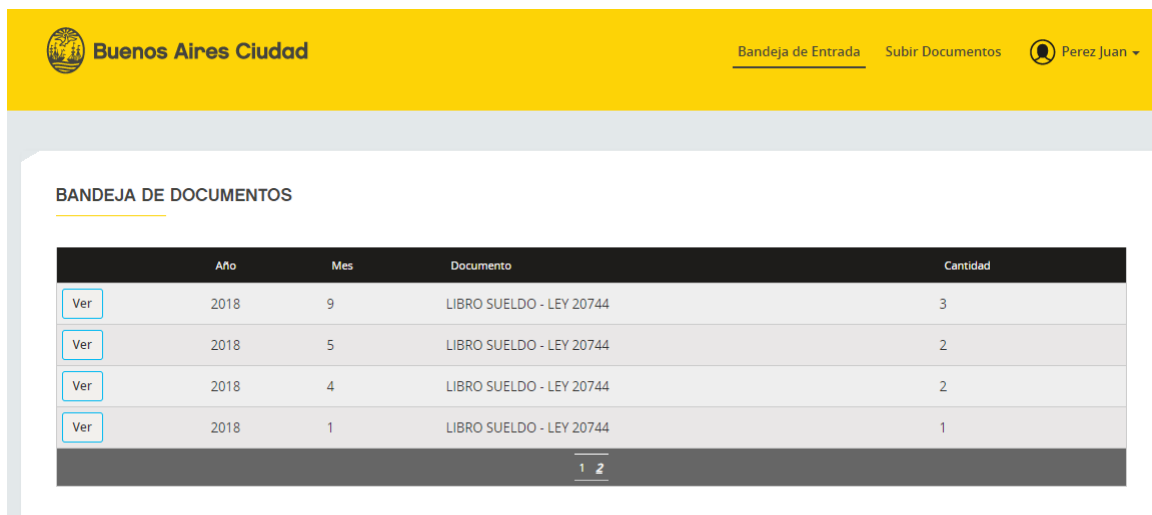 Buenos Aires Ciudad
Bandeja de Entrada Subir Documentos Perez Juan
BANDEJA DE DOCUMENTOS
Año Mes Documento Cantidad
Ver 2018 9 LIBRO SUELDO - LEY 20744 3
Ver 2018 5 LIBRO SUELDO - LEY 20744 2
Ver 2018 4 LIBRO SUELDO - LEY 20744 2
Ver 2018 1 LIBRO SUELDO - LEY 20744 1
1 2